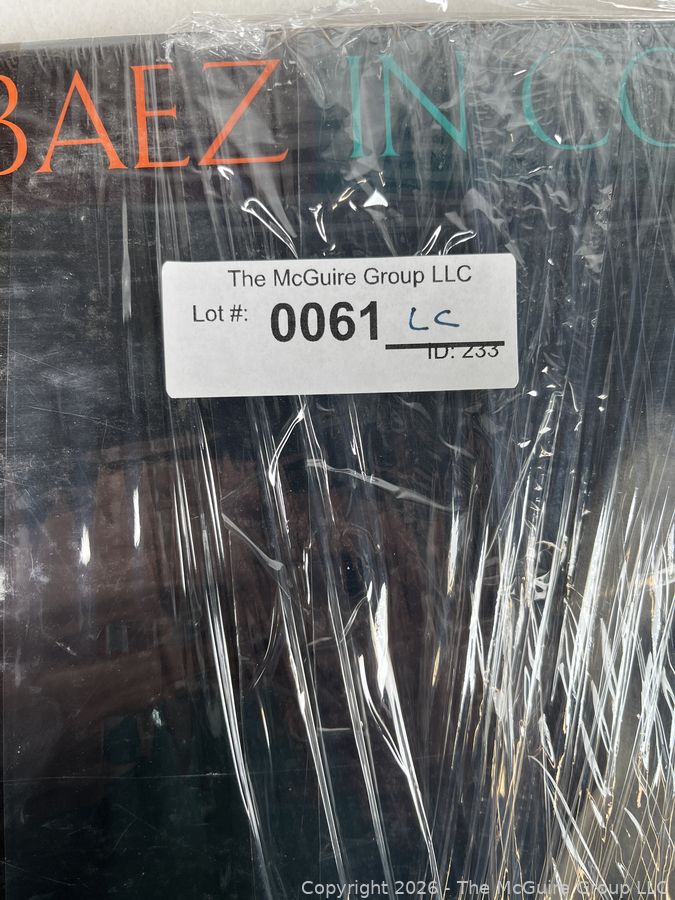 BAEZ IN CO
The McGuire Group LLC
Lot #: 0061 LC
ID: 233
Copyright 2026 - The McGuire Group LLC